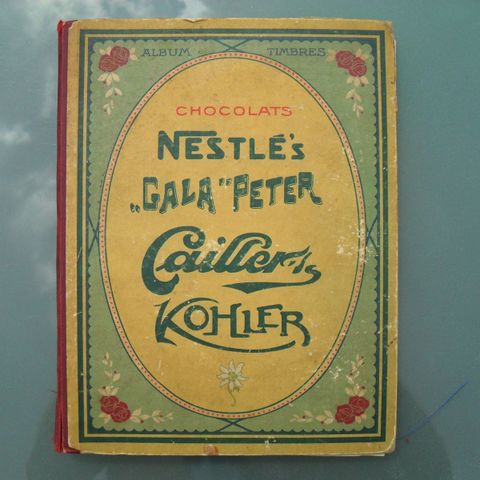 ALBUM TIMBRES
CHOCOLATS
NESTLÉ'S
„GALA" PETER
Cailler's
KOHLER